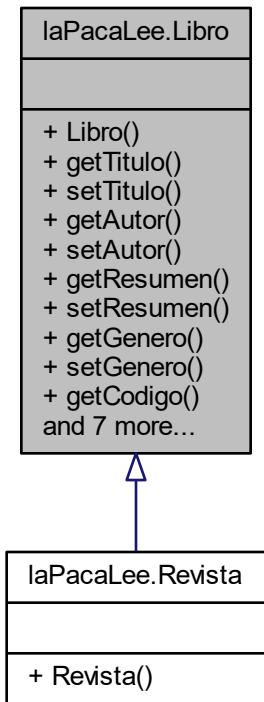 laPacaLee.Libro
+ Libro()
+ getTitulo()
+ setTitulo()
+ getAutor()
+ setAutor()
+ getResumen()
+ setResumen()
+ getGenero()
+ setGenero()
+ getCodigo()
and 7 more...
laPacaLee.Revista
+ Revista()